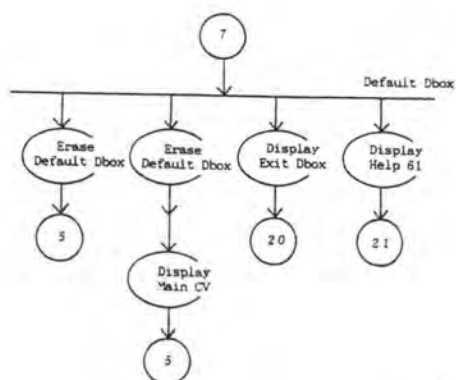 7
Default Dbox
Erase
Default Dbox
Erase
Default Dbox
Display
Exit Dbox
Display
Help 61
5
20
21
Display
Main CV
5